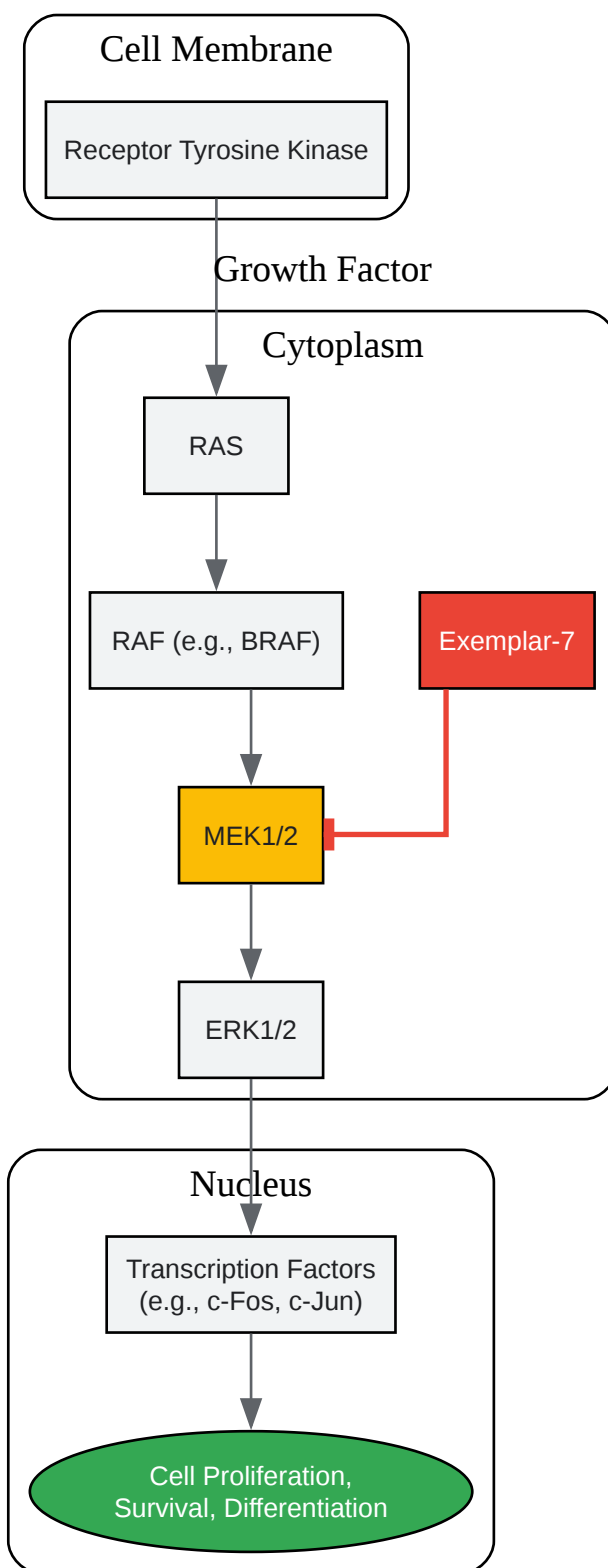 Cell Membrane
Receptor Tyrosine Kinase
Growth Factor
Cytoplasm
RAS
RAF (e.g., BRAF)
Exemplar-7
MEK1/2
ERK1/2
Nucleus
Transcription Factors
(e.g., c-Fos, c-Jun)
Cell Proliferation,
Survival, Differentiation